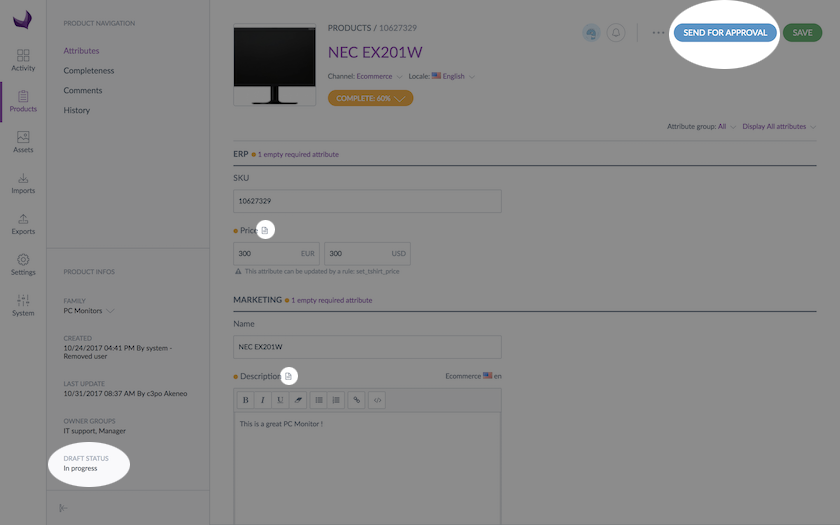 Activity
Products
Assets
Imports
Exports
Settings
System
PRODUCT NAVIGATION
Attributes
Completeness
Comments
History
PRODUCT INFOS
FAMILY
PC Monitors
CREATED
10/24/2017 04:41 PM By system -
Removed user
LAST UPDATE
10/31/2017 08:37 AM By c3po Akeneo
OWNER GROUPS
IT support, Manager
DRAFT STATUS
In progress
PRODUCTS / 10627329
NEC EX201W
Channel: Ecommerce Locale: English
COMPLETE: 60%
SEND FOR APPROVAL
SAVE
Attribute group: All Display All attributes
ERP 1 empty required attribute
SKU
10627329
Price
300 EUR 300 USD
This attribute can be updated by a rule: set_tshirt_price
MARKETING 1 empty required attribute
Name
NEC EX201W
Description Ecommerce en
B I U
This is a great PC Monitor !